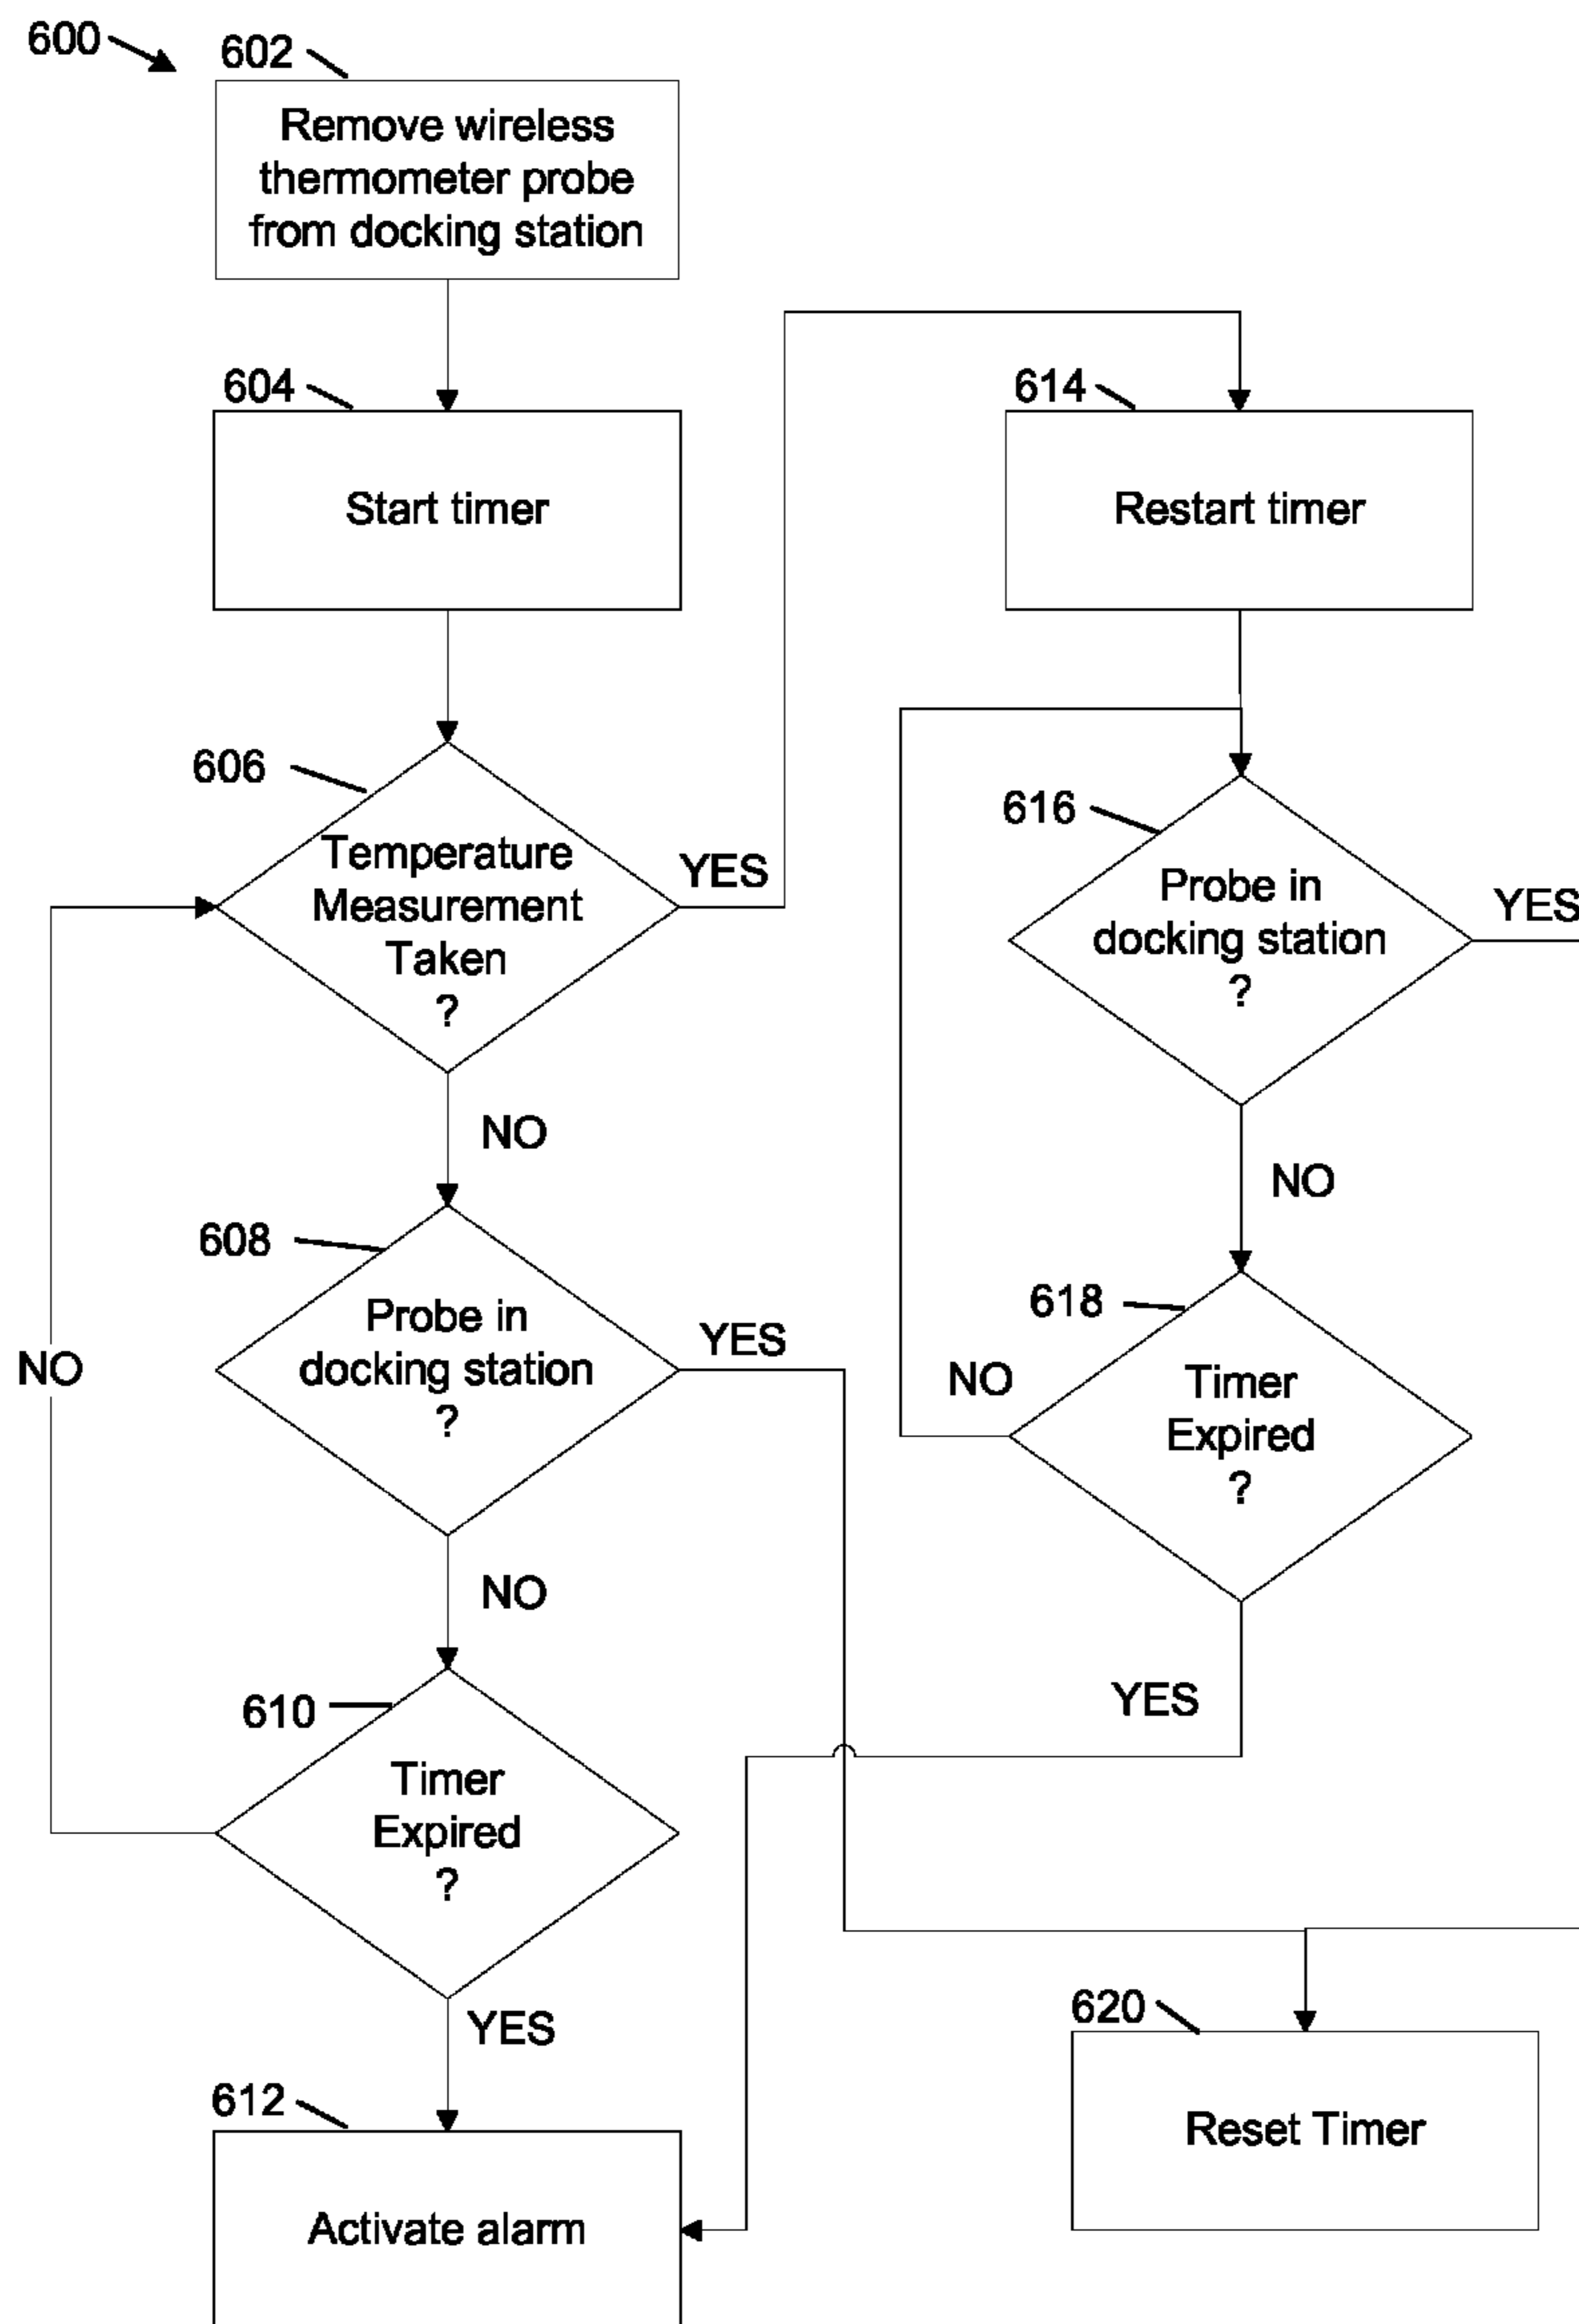 600
602
Remove wireless
thermometer probe
from docking station
604
Start timer
606
Temperature
Measurement
Taken
?
YES
NO
608
Probe in
docking station
?
YES
NO
NO
610
Timer
Expired
?
YES
612
Activate alarm
614
Restart timer
616
Probe in
docking station
?
YES
NO
618
Timer
Expired
?
NO
YES
620
Reset Timer